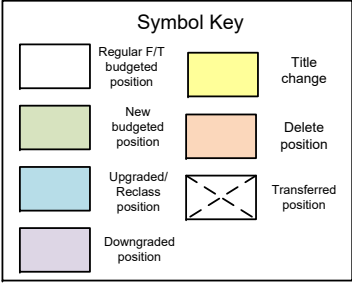 Symbol Key
Regular F/T
budgeted
position
New
budgeted
position
Upgraded/
Reclass
position
Downgraded
position
Title
change
Delete
position
Transferred
position